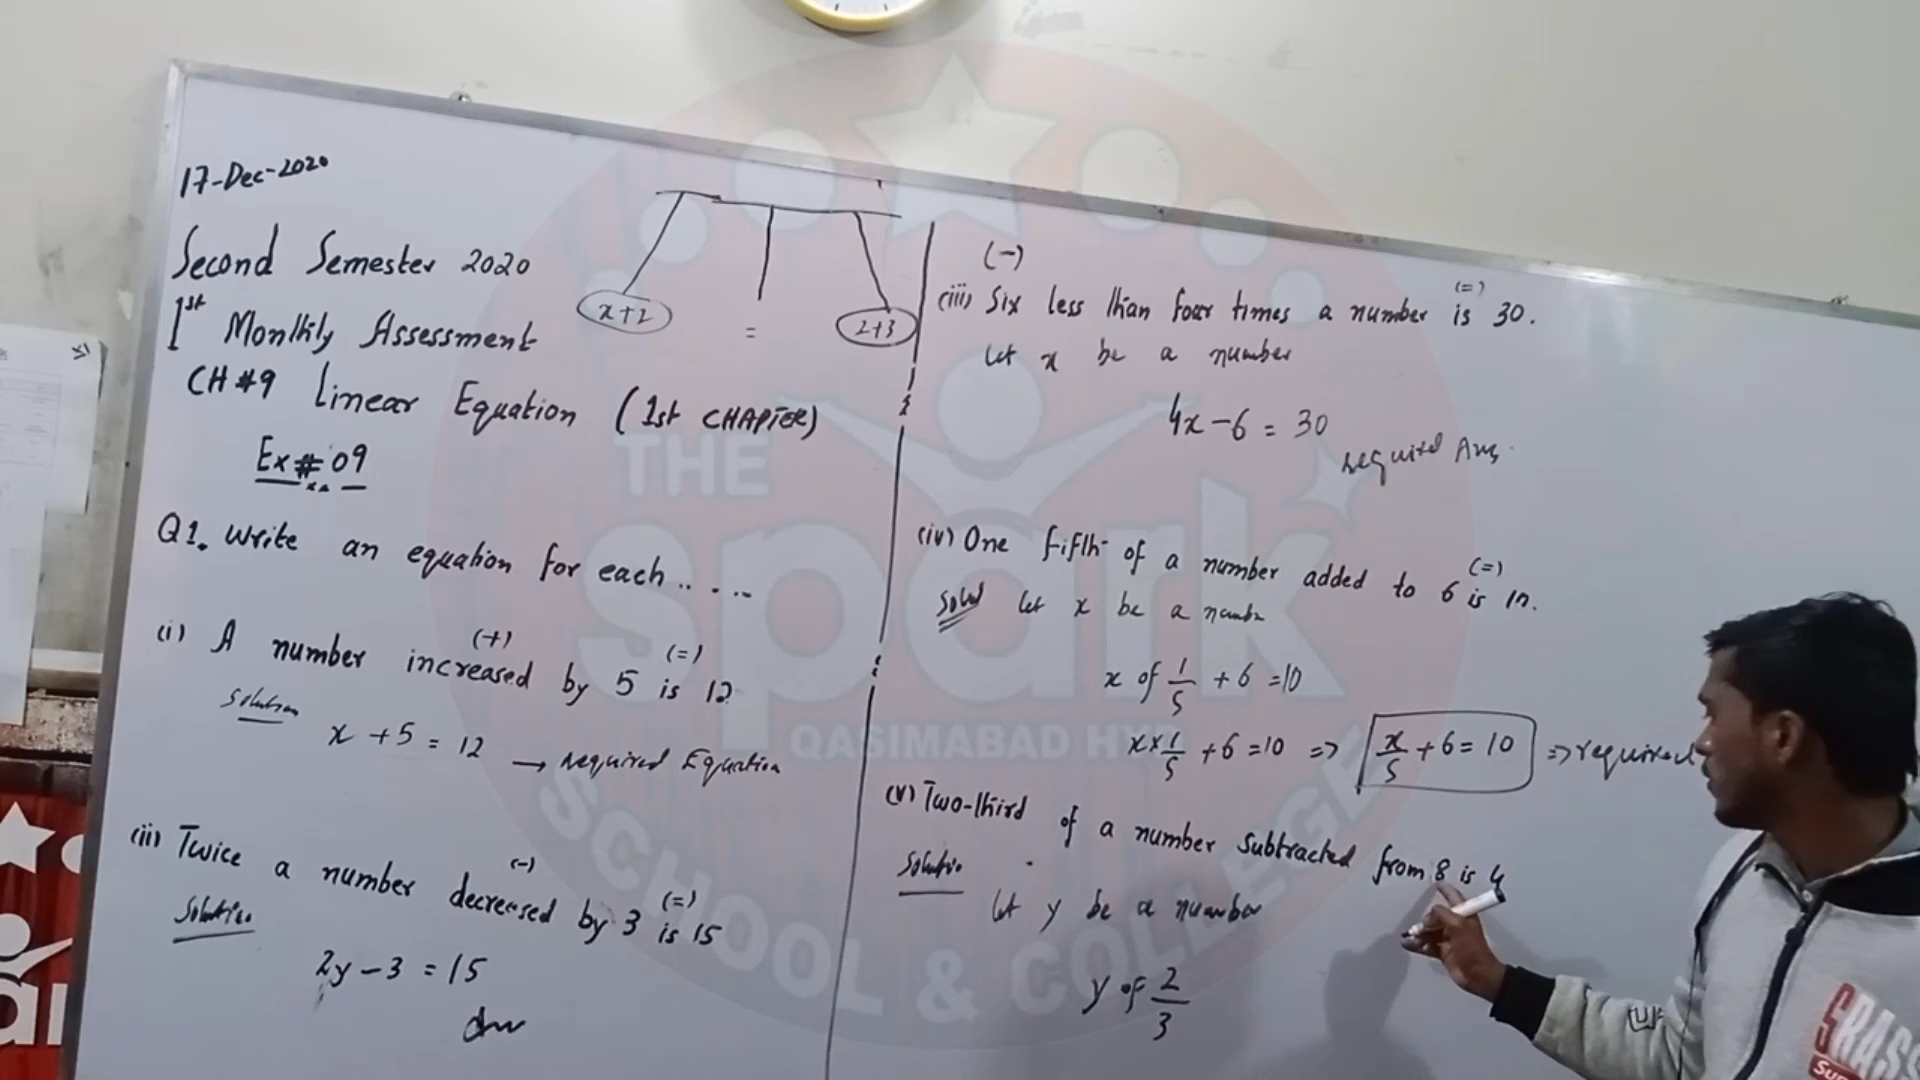 17-Dec-2020
Second Semester 2020
1st Monthly Assessment
CH#9 Linear Equation (1st CHAPTER)
Ex# 09
x+2 = 2+3
Q1. Write an equation for each.....
(i) A number increased by 5 is 12.
(+) (=)
Solution
x + 5 = 12 → required Equation
(ii) Twice a number decreased by 3 is 15
(-) (=)
Solution
2y - 3 = 15
(-) (=)
(iii) Six less than four times a number is 30.
Let x be a number
4x - 6 = 30
required Ans.
(iv) One fifth of a number added to 6 is 10.
(=)
Let x be a numbe
x of 1/5 + 6 = 10
x × 1/5 + 6 = 10 => x/5 + 6 = 10 => required
(v) Two-third of a number subtracted from 8 is 4
Solutio
Let y be a number
y of 2/3
THE
Spark
QASIMABAD HYD
SCHOOL & COLLEGE